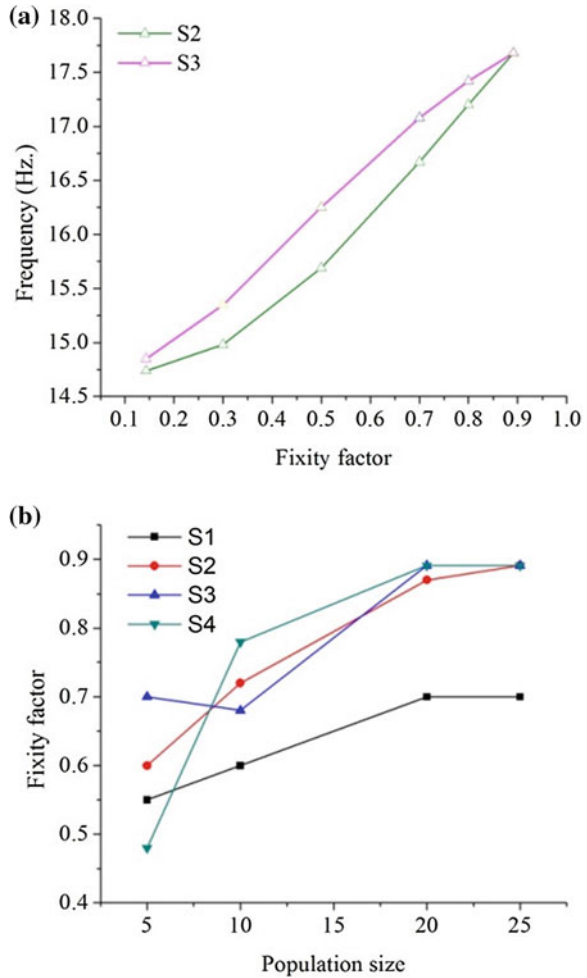 (a)
S2
S3
18.0
17.5
17.0
16.5
16.0
15.5
15.0
14.5
Frequency (Hz.)
0.1 0.2 0.3 0.4 0.5 0.6 0.7 0.8 0.9 1.0
Fixity factor
(b)
S1
S2
S3
S4
0.9
0.8
0.7
0.6
0.5
0.4
Fixity factor
5 10 15 20 25
Population size